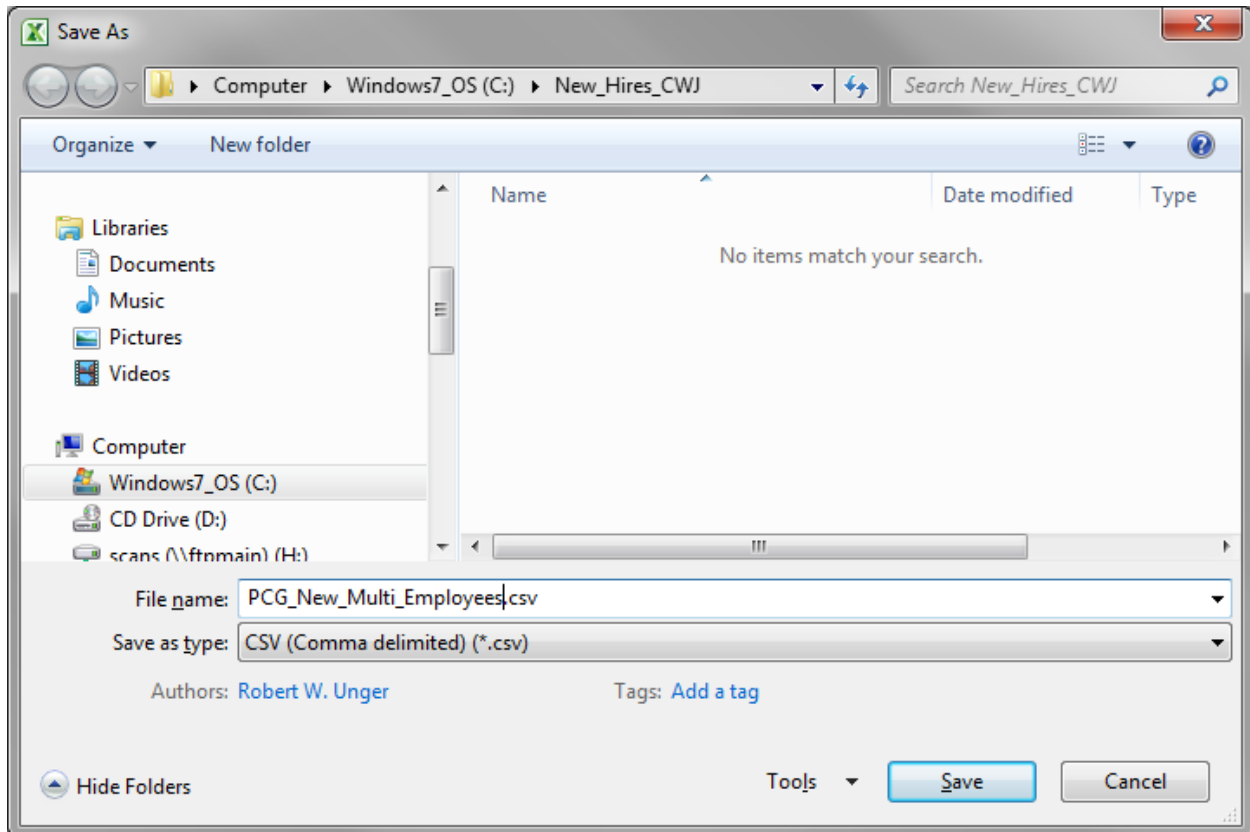 Save As
Computer Windows7_OS (C:) New_Hires_CWJ Search New_Hires_CWJ
Organize New folder
Name Date modified Type
No items match your search.
Libraries
Documents
Music
Pictures
Videos
Computer
Windows7_OS (C:)
CD Drive (D:)
scans (\\ftpmain) (H:)
File name: PCG_New_Multi_Employees.csv
Save as type: CSV (Comma delimited) (*.csv)
Authors: Robert W. Unger Tags: Add a tag
Hide Folders Tools Save Cancel